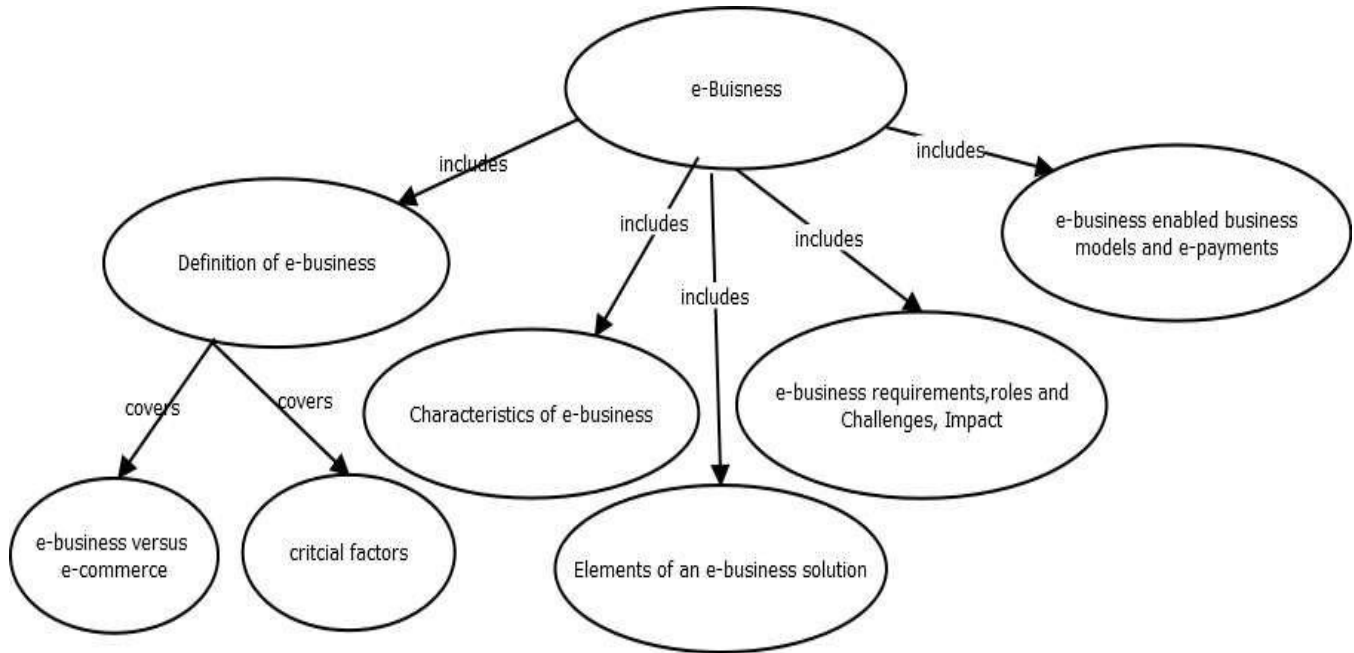 e-Buisness
includes
includes
includes
includes
includes
e-business enabled business
models and e-payments
Definition of e-business
covers
covers
Characteristics of e-business
e-business requirements,roles and
Challenges, Impact
e-business versus
e-commerce
critcial factors
Elements of an e-business solution